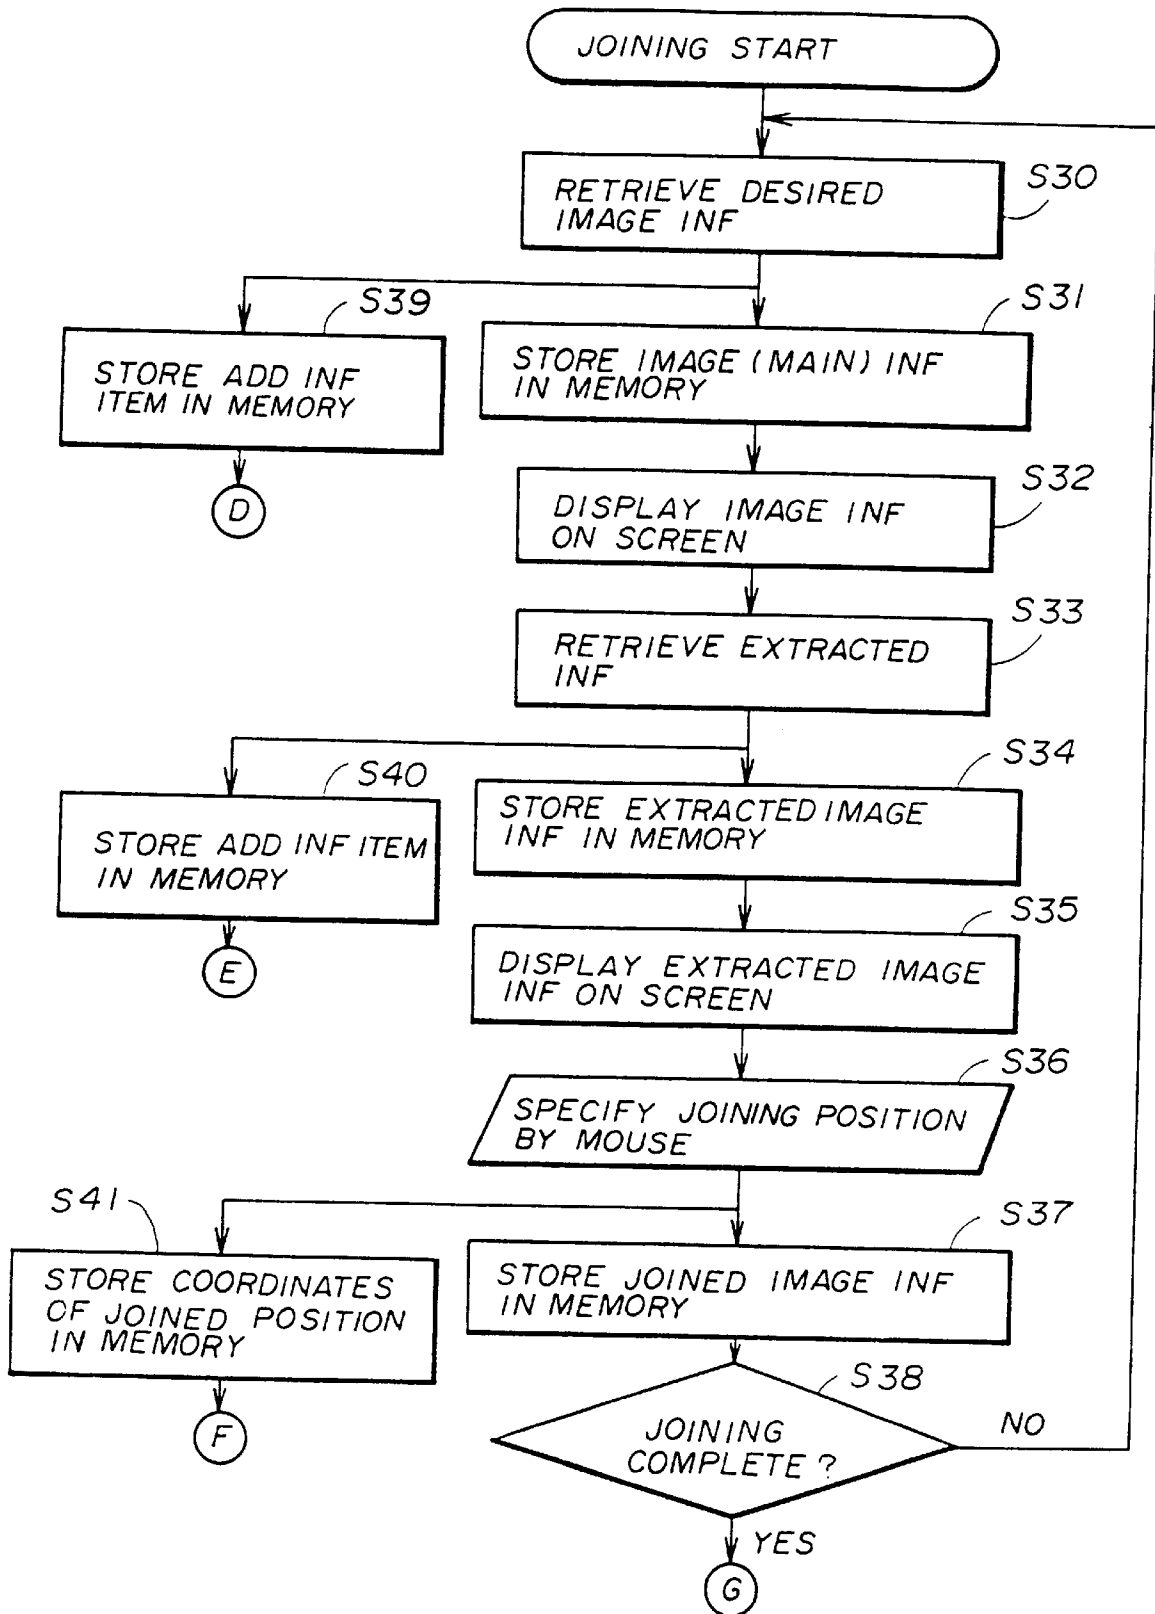 JOINING START
RETRIEVE DESIRED
IMAGE INF
S30
S39
STORE ADD INF
ITEM IN MEMORY
D
S31
STORE IMAGE (MAIN) INF
IN MEMORY
S32
DISPLAY IMAGE INF
ON SCREEN
S33
RETRIEVE EXTRACTED
INF
S40
STORE ADD INF ITEM
IN MEMORY
E
S34
STORE EXTRACTED IMAGE
INF IN MEMORY
S35
DISPLAY EXTRACTED IMAGE
INF ON SCREEN
S36
SPECIFY JOINING POSITION
BY MOUSE
S41
STORE COORDINATES
OF JOINED POSITION
IN MEMORY
F
S37
STORE JOINED IMAGE INF
IN MEMORY
S38
JOINING
COMPLETE ?
NO
YES
G